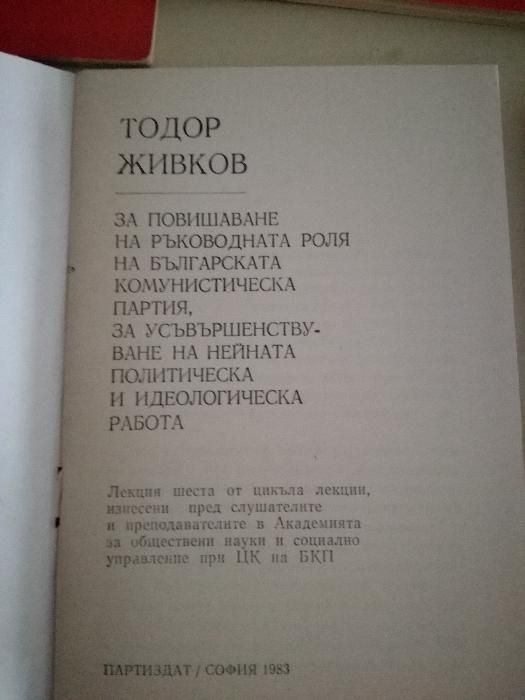 ТОДОР
ЖИВКОВ
ЗА ПОВИШАВАНЕ
НА РЪКОВОДНАТА РОЛЯ
НА БЪЛГАРСКАТА
КОМУНИСТИЧЕСКА
ПАРТИЯ,
ЗА УСЪВЪРШЕНСТВУ-
ВАНЕ НА НЕЙНАТА
ПОЛИТИЧЕСКА
И ИДЕОЛОГИЧЕСКА
РАБОТА
Лекция шеста от цикъла лекции,
изнесени пред слушателите
и преподавателите в Академията
за обществени науки и социално
управление при ЦК на БКП
ПАРТИЗДАТ / СОФИЯ 1983